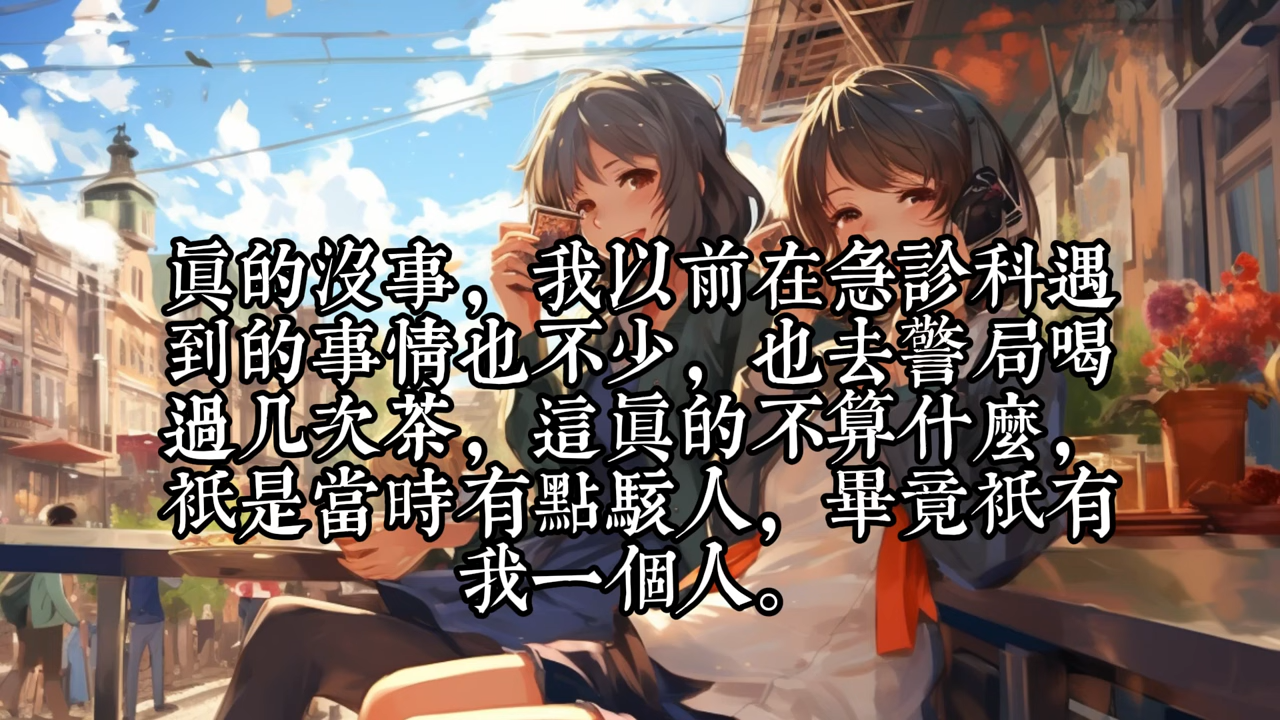 眞的沒事，我以前在急診科遇
到的事情也不少，也去警局喝
過几次茶，這眞的不算什麼，
衹是當時有點駭人，畢竟衹有
我一個人。